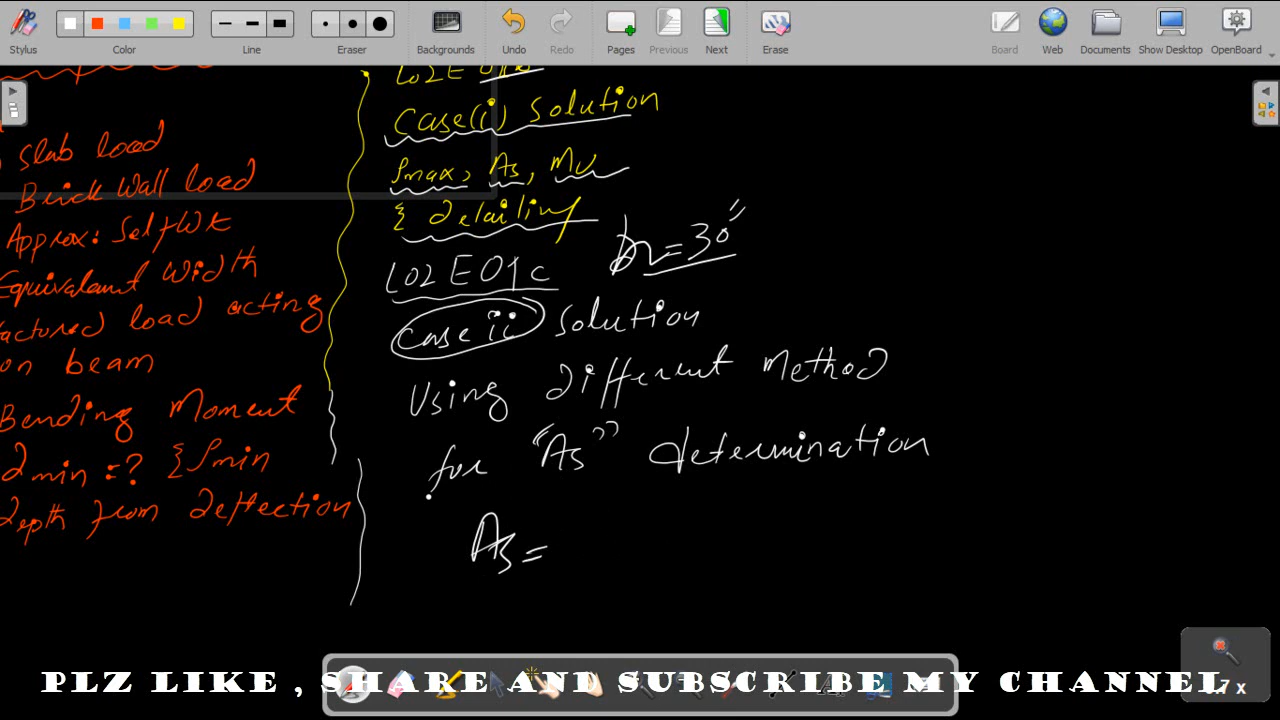 Stylus
Color
Line
Eraser
Backgrounds
Undo
Redo
Pages
Previous
Next
Erase
Board
Web
Documents
Show Desktop
OpenBoard
Slab load
Brick Wall load
Approx: Self Wt
Equivalent Width
factored load acting
on beam
Bending Moment
dmin =? & ρmin
depth from deflection
Case(i) Solution
ρmax, As, Mu
& detailing
L02E01c
h=30"
Case ii Solution
Using different Method
for "As" determination
As =
PLZ LIKE , SHARE AND SUBSCRIBE MY CHANNEL